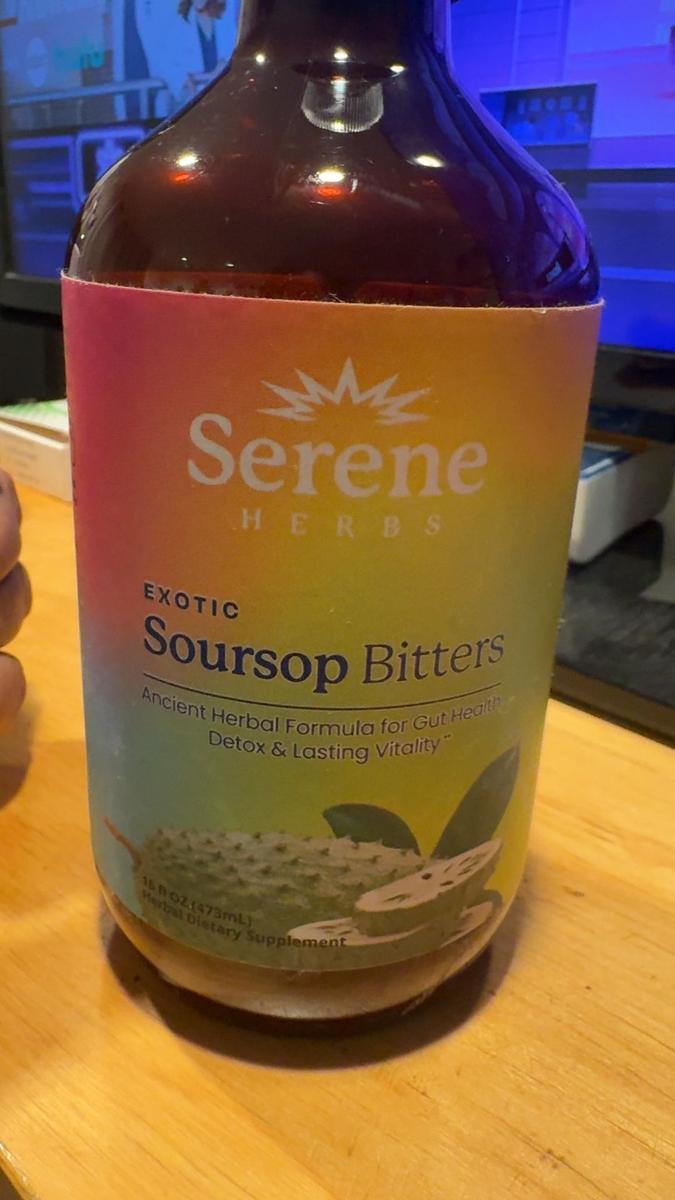 Serene
HERBS
EXOTIC
Soursop Bitters
Ancient Herbal Formula for Gut Health
Detox & Lasting Vitality
16 fl OZ (473mL)
Herbal Dietary Supplement